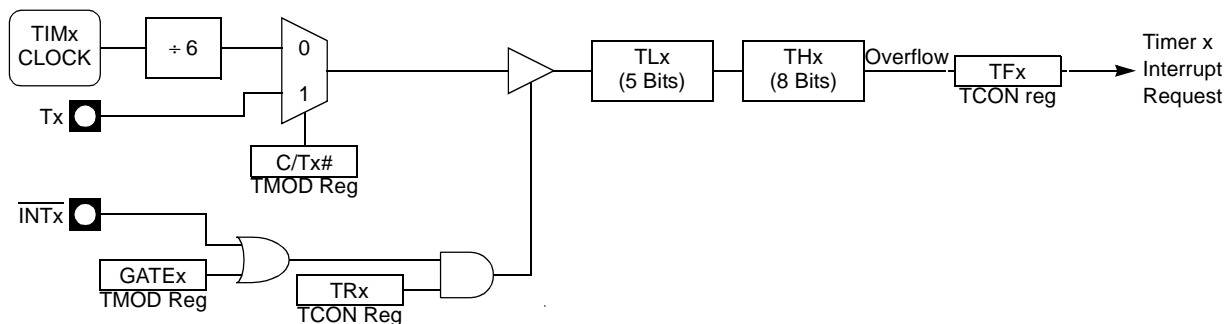 TIMx
CLOCK
÷ 6
0
1
Tx
C/Tx#
TMOD Reg
TLx
(5 Bits)
THx
(8 Bits)
Overflow
TFx
TCON reg
Timer x
Interrupt
Request
INTx
GATEx
TMOD Reg
TRx
TCON Reg